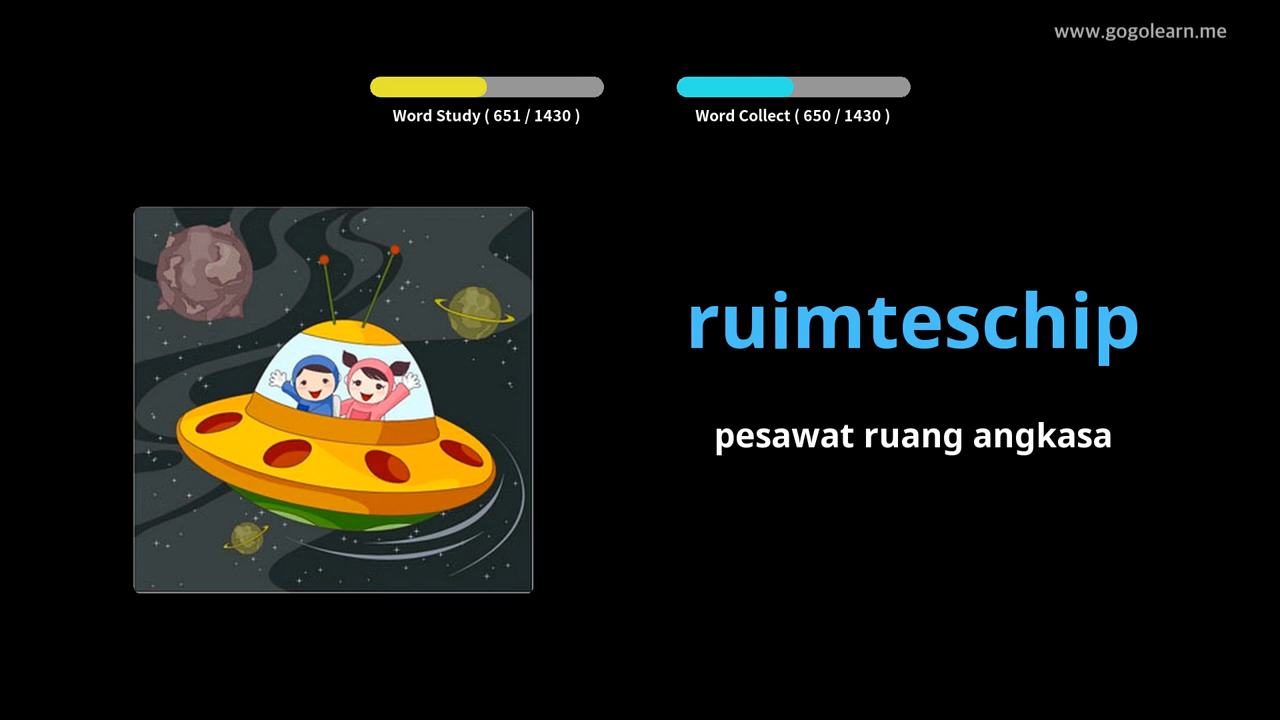 www.gogolearn.me
Word Study ( 651 / 1430 )
Word Collect ( 650 / 1430 )
ruimteschip
pesawat ruang angkasa